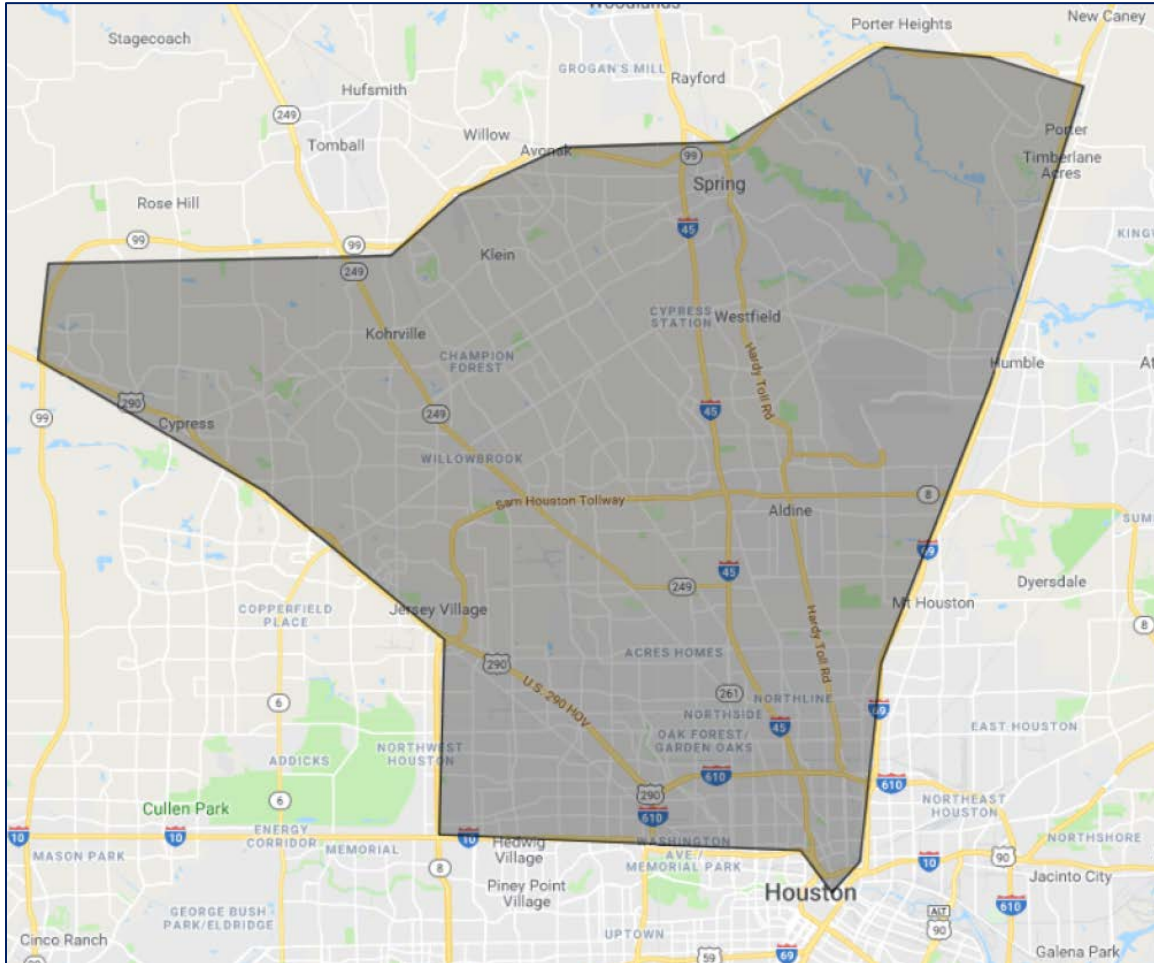 Woodlands
New Caney
Porter Heights
Stagecoach
GROGAN'S MILL
Rayford
Hufsmith
249
Willow
Tomball
Avonak
99
Porter
Timberlane
Acres
Spring
Rose Hill
45
99
99
KING
249
Klein
CYPRESS
STATION
Westfield
Kohrville
CHAMPION
FOREST
Hardy Toll Rd
Humble
At
290
99
Cypress
249
45
WILLOWBROOK
Sam Houston Tollway
8
Aldine
SUM
69
45
249
Dyersdale
COPPERFIELD
PLACE
Jersey Village
Mt Houston
8
Hardy Toll Rd
290
ACRES HOMES
U.S. 290 HOV
261
NORTHLINE
6
NORTHSIDE
69
45
OAK FOREST/
GARDEN OAKS
EAST HOUSTON
NORTHWEST
HOUSTON
ADDICKS
610
290
610
6
Cullen Park
610
NORTHEAST
HOUSTON
10
10
ENERGY
CORRIDOR
10
WASHINGTON
AVE /
MEMORIAL PARK
NORTHSHORE
MASON PARK
MEMORIAL
Hedwig
Village
90
10
8
Piney Point
Village
Houston
Jacinto City
GEORGE BUSH
PARK/ELDRIDGE
610
ALT
90
UPTOWN
Cinco Ranch
59
69
Galena Park